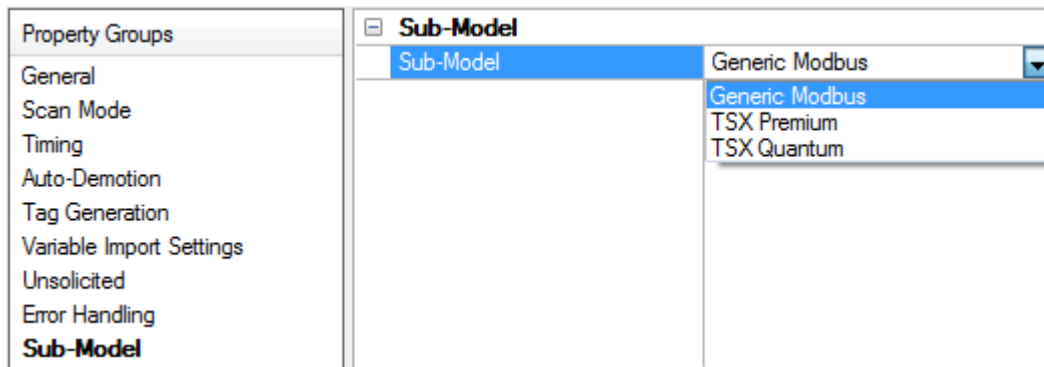 Property Groups
General
Scan Mode
Timing
Auto-Demotion
Tag Generation
Variable Import Settings
Unsolicited
Error Handling
Sub-Model
Sub-Model
Sub-Model Generic Modbus
Generic Modbus
TSX Premium
TSX Quantum